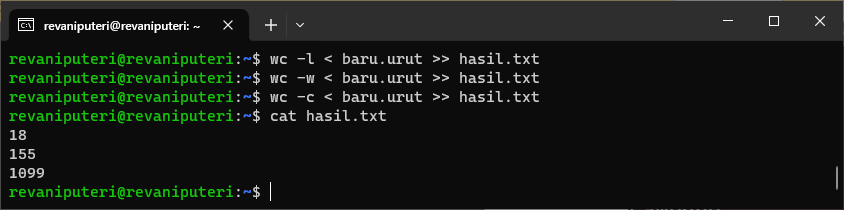 revaniputeri@revaniputeri: ~
revaniputeri@revaniputeri:~$ wc -l < baru.urut >> hasil.txt
revaniputeri@revaniputeri:~$ wc -w < baru.urut >> hasil.txt
revaniputeri@revaniputeri:~$ wc -c < baru.urut >> hasil.txt
revaniputeri@revaniputeri:~$ cat hasil.txt
18
155
1099
revaniputeri@revaniputeri:~$